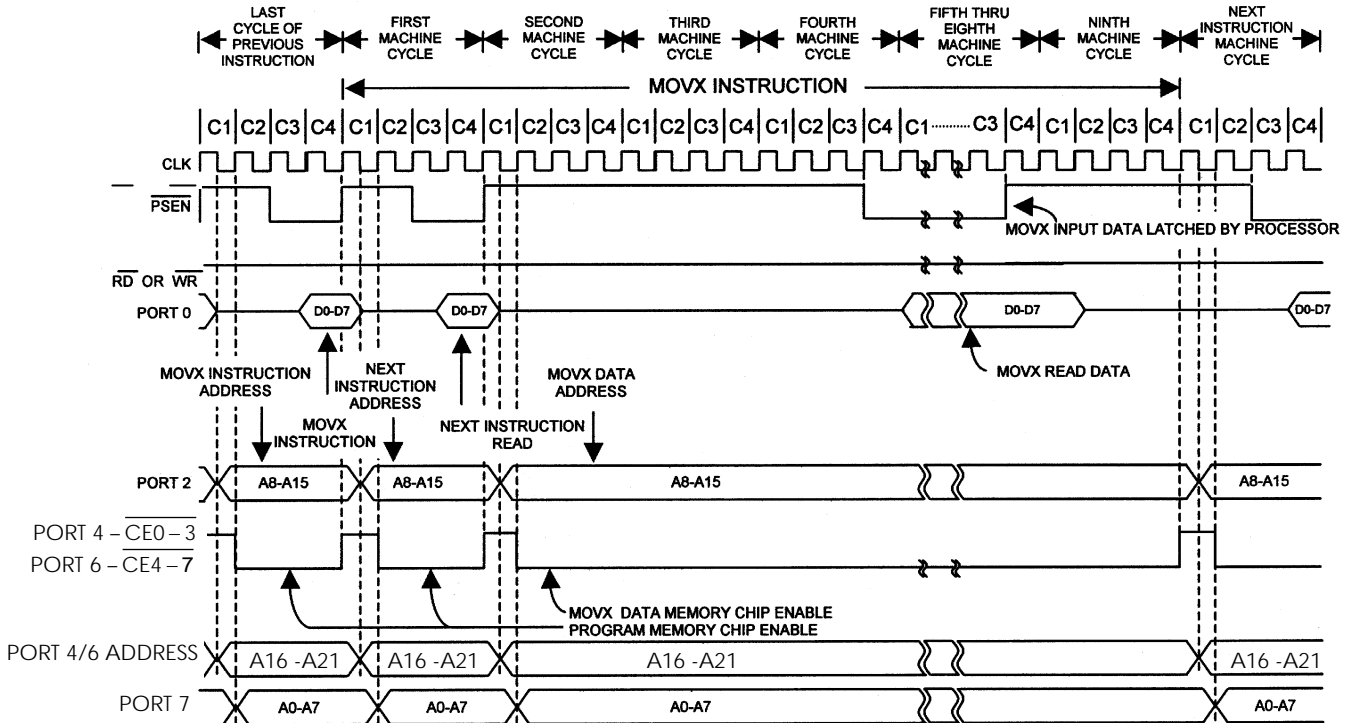 LAST CYCLE OF PREVIOUS INSTRUCTION
FIRST MACHINE CYCLE
SECOND MACHINE CYCLE
THIRD MACHINE CYCLE
FOURTH MACHINE CYCLE
FIFTH THRU EIGHTH MACHINE CYCLE
NINTH MACHINE CYCLE
NEXT INSTRUCTION MACHINE CYCLE
MOVX INSTRUCTION
C1 C2 C3 C4 C1 C2 C3 C4 C1 C2 C3 C4 C1 C2 C3 C4 C1 C2 C3 C4 C1 ......... C3 C4 C1 C2 C3 C4 C1 C2 C3 C4
CLK
PSEN
MOVX INPUT DATA LATCHED BY PROCESSOR
RD OR WR
PORT 0 D0-D7 D0-D7 D0-D7 D0-D7
MOVX INSTRUCTION ADDRESS
NEXT INSTRUCTION ADDRESS
MOVX DATA ADDRESS
MOVX READ DATA
MOVX INSTRUCTION
NEXT INSTRUCTION READ
PORT 2 A8-A15 A8-A15 A8-A15 A8-A15
PORT 4 – CE0 – 3
PORT 6 – CE4 – 7
MOVX DATA MEMORY CHIP ENABLE
PROGRAM MEMORY CHIP ENABLE
PORT 4/6 ADDRESS A16 -A21 A16 -A21 A16 -A21 A16 -A21
PORT 7 A0-A7 A0-A7 A0-A7 A0-A7